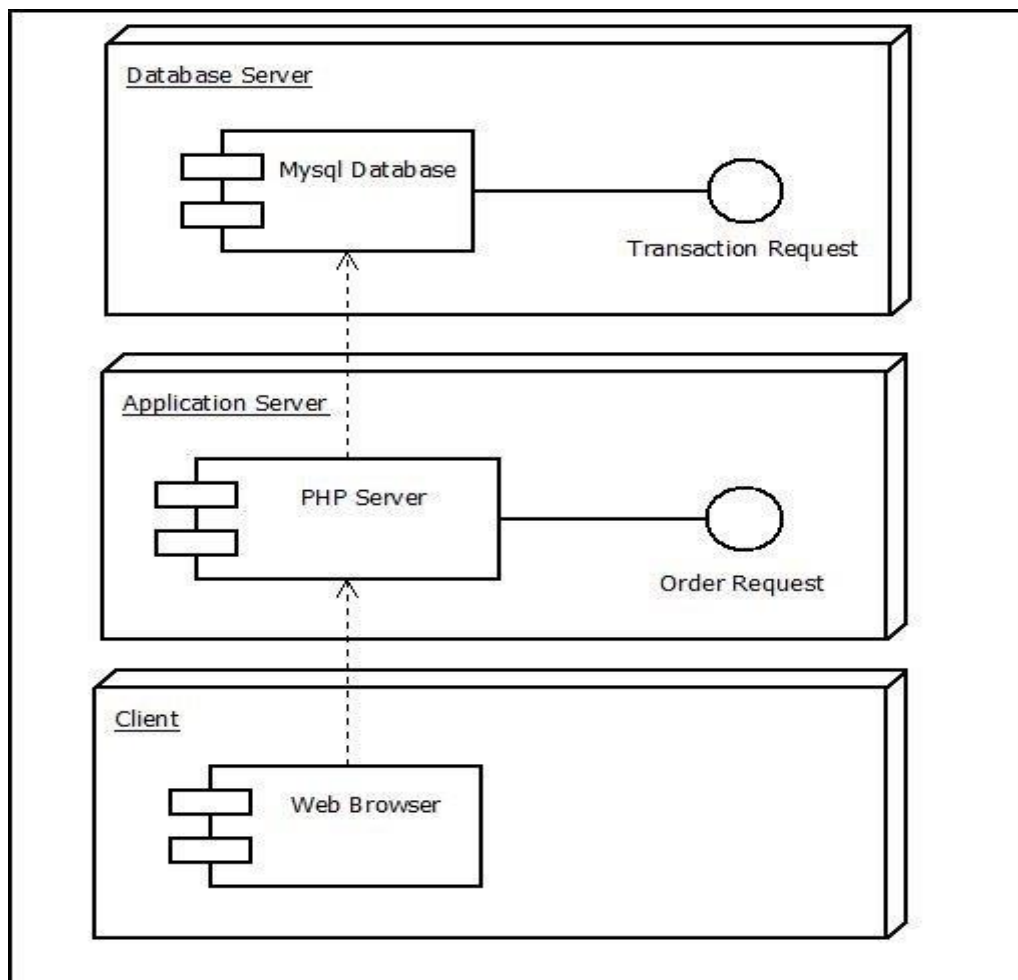 Database Server
Mysql Database
Transaction Request
Application Server
PHP Server
Order Request
Client
Web Browser